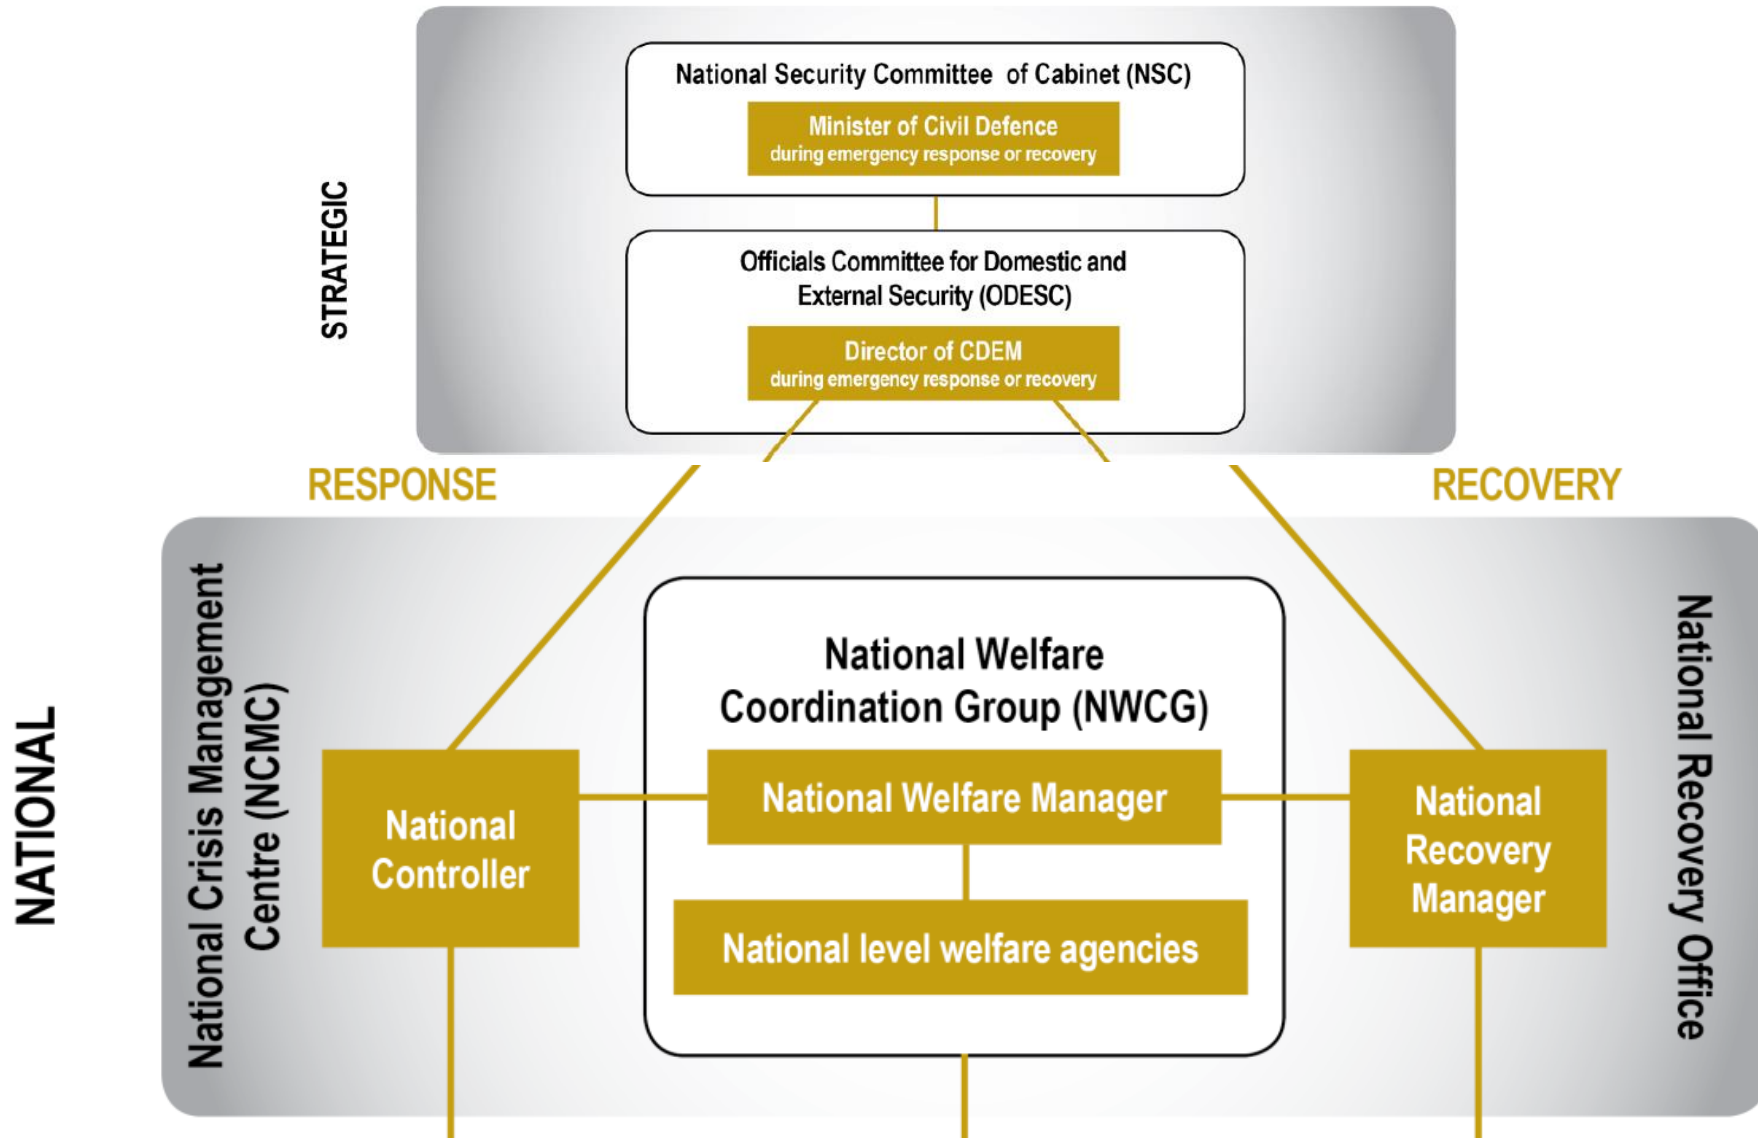 National Security Committee of Cabinet (NSC)
Minister of Civil Defence
during emergency response or recovery
STRATEGIC
Officials Committee for Domestic and
External Security (ODESC)
Director of CDEM
during emergency response or recovery
RESPONSE
RECOVERY
NATIONAL
National Crisis Management
Centre (NCMC)
National Welfare
Coordination Group (NWCG)
National
Controller
National Welfare Manager
National level welfare agencies
National
Recovery
Manager
National Recovery Office